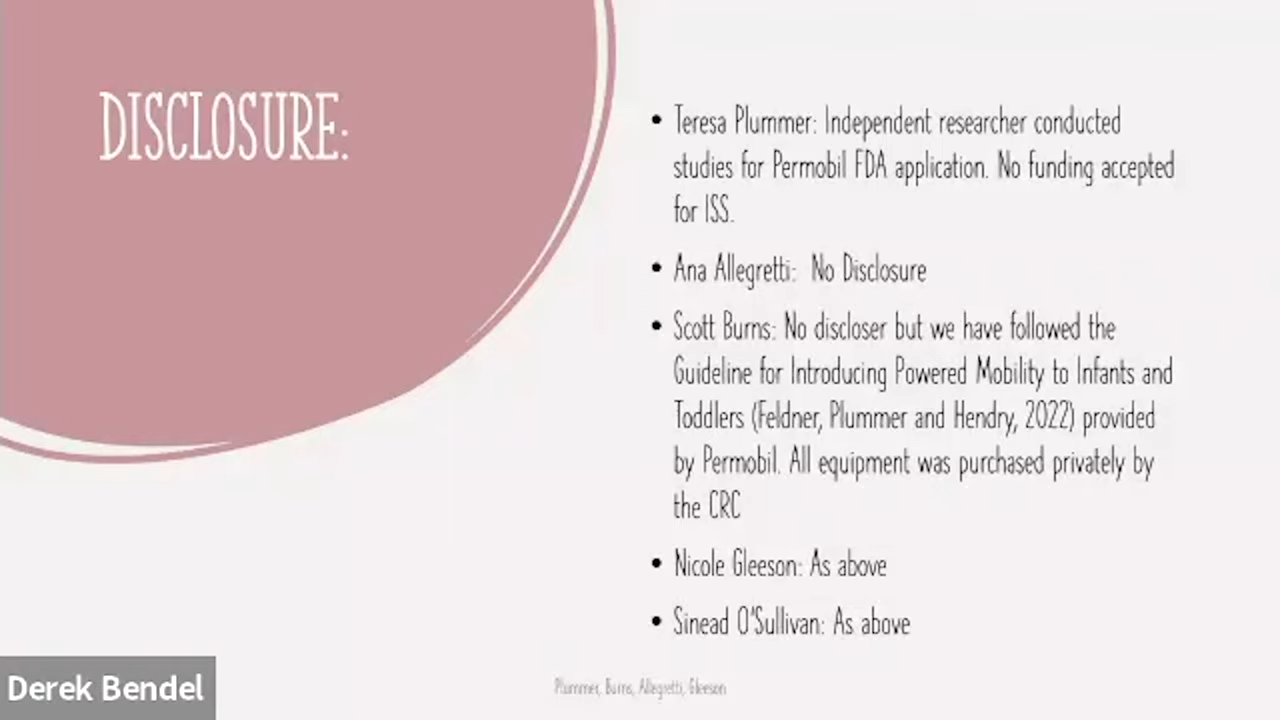 DISCLOSURE:
• Teresa Plummer: Independent researcher conducted
studies for Permobil FDA application. No funding accepted
for ISS.
• Ana Allegretti: No Disclosure
• Scott Burns: No discloser but we have followed the
Guideline for Introducing Powered Mobility to Infants and
Toddlers (Feldner, Plummer and Hendry, 2022) provided
by Permobil. All equipment was purchased privately by
the CRC
• Nicole Gleeson: As above
• Sinead O'Sullivan: As above
Plummer, Burns, Allegretti, Gleeson
Derek Bendel